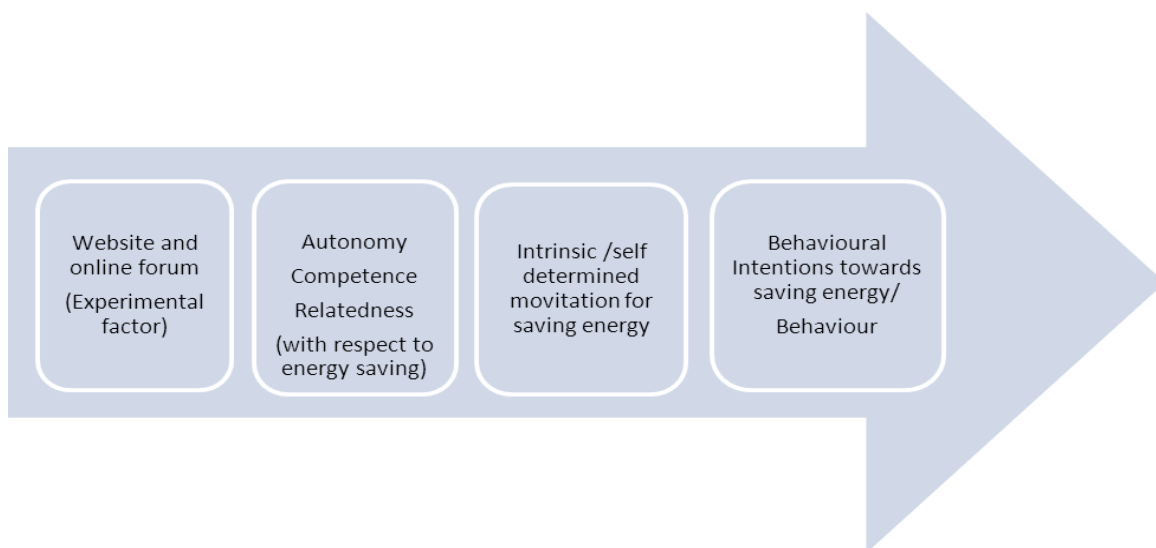 Website and
online forum
(Experimental
factor)
Autonomy
Competence
Relatedness
(with respect to
energy saving)
Intrinsic /self
determined
movitation for
saving energy
Behavioural
Intentions towards
saving energy/
Behaviour